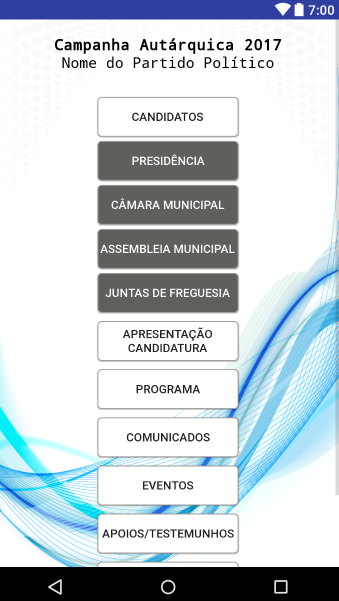 7:00
Campanha Autárquica 2017
Nome do Partido Político
CANDIDATOS
PRESIDÊNCIA
CÂMARA MUNICIPAL
ASSEMBLEIA MUNICIPAL
JUNTAS DE FREGUESIA
APRESENTAÇÃO
CANDIDATURA
PROGRAMA
COMUNICADOS
EVENTOS
APOIOS/TESTEMUNHOS